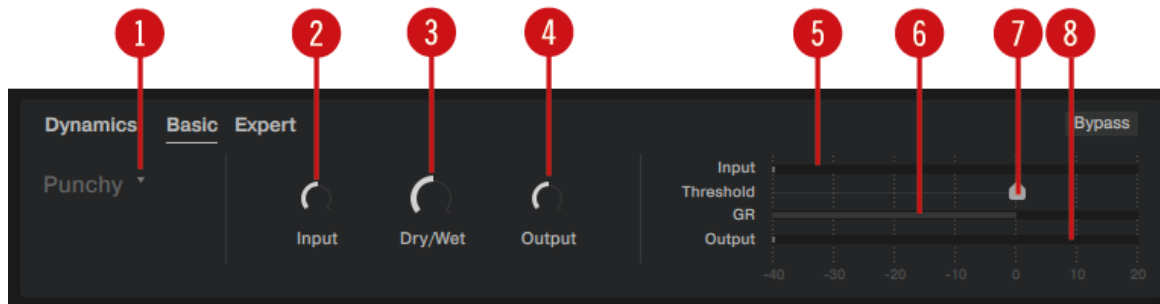 1 2 3 4 5 6 7 8
Dynamics Basic Expert Bypass
Punchy
Input Dry/Wet Output
Input
Threshold
GR
Output
-40 -30 -20 -10 0 10 20